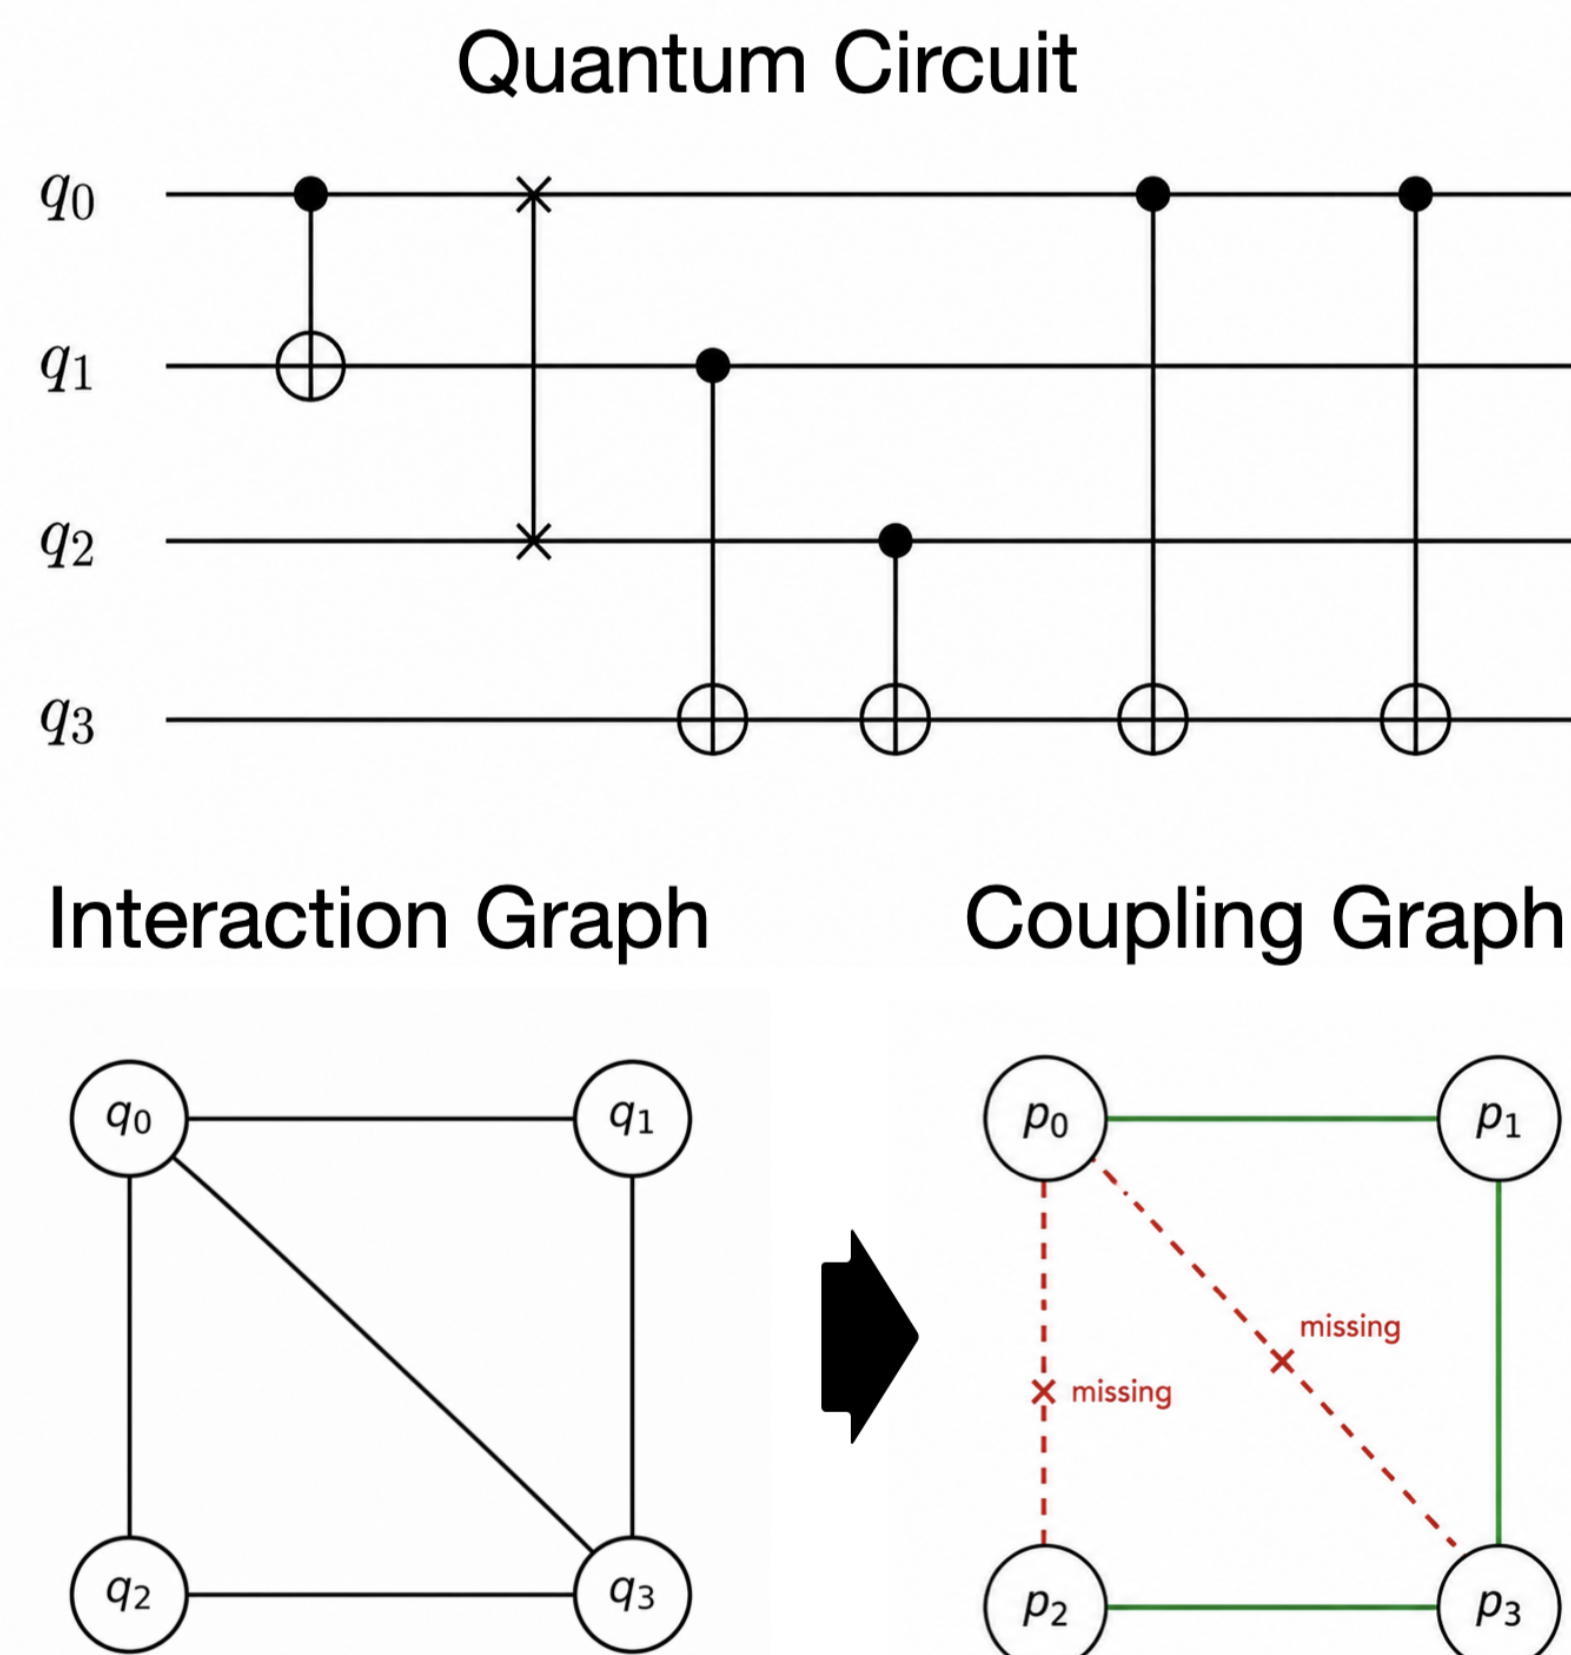 Quantum Circuit
q0
q1
q2
q3
Interaction Graph
Coupling Graph
q0
q1
p0
p1
missing
missing
q2
q3
p2
p3